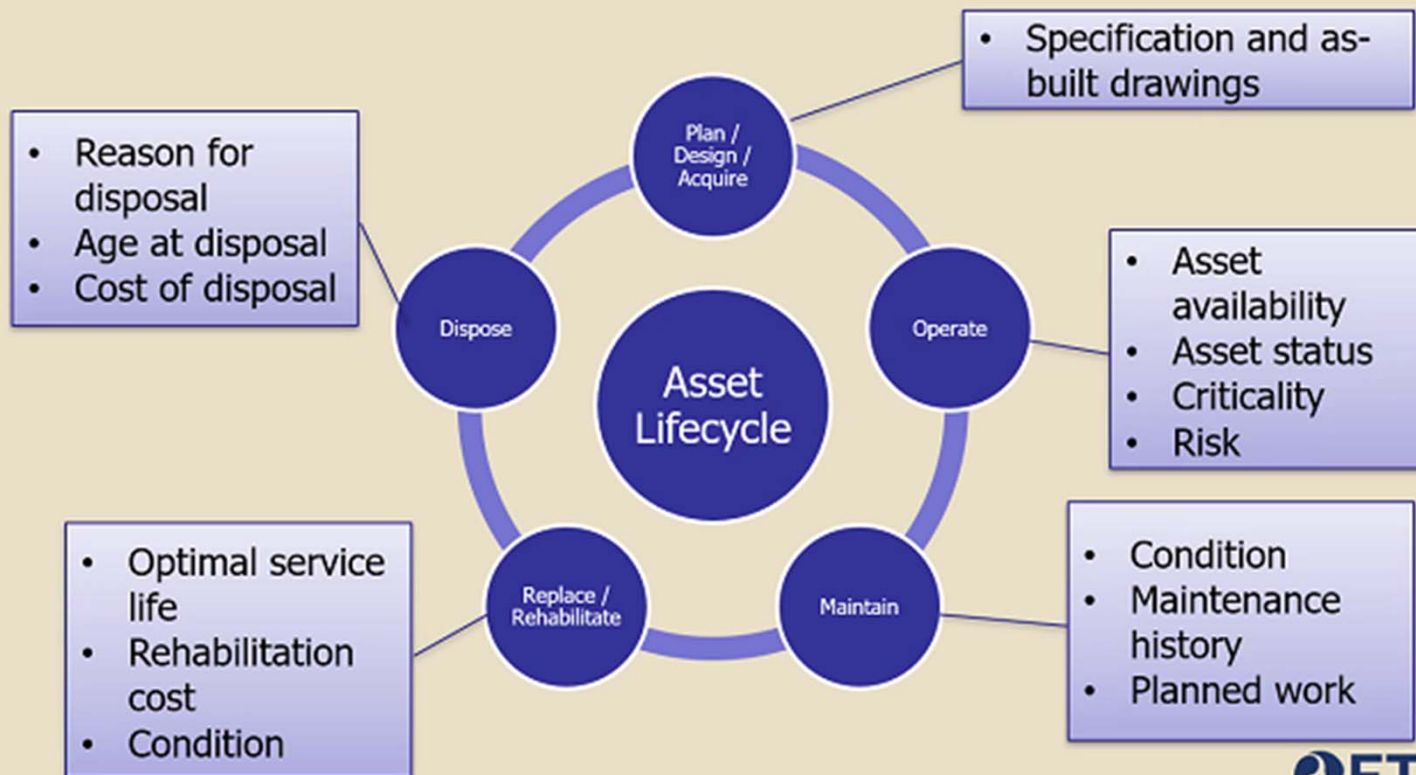 • Specification and as-
built drawings
• Reason for
disposal
• Age at disposal
• Cost of disposal
Plan /
Design /
Acquire
Dispose
Operate
• Asset
availability
• Asset status
• Criticality
• Risk
Asset
Lifecycle
• Optimal service
life
• Rehabilitation
cost
• Condition
Replace /
Rehabilitate
Maintain
• Condition
• Maintenance
history
• Planned work